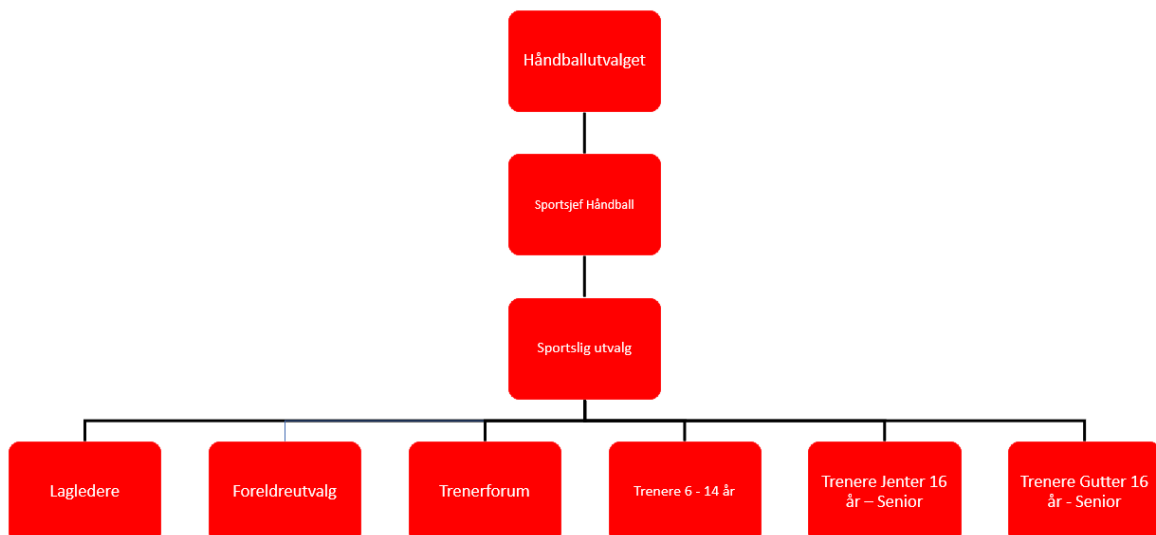 Håndballutvalget
Sportsjef Håndball
Sportslig utvalg
Lagledere
Foreldreutvalg
Trenerforum
Trenere 6 - 14 år
Trenere Jenter 16
år – Senior
Trenere Gutter 16
år - Senior